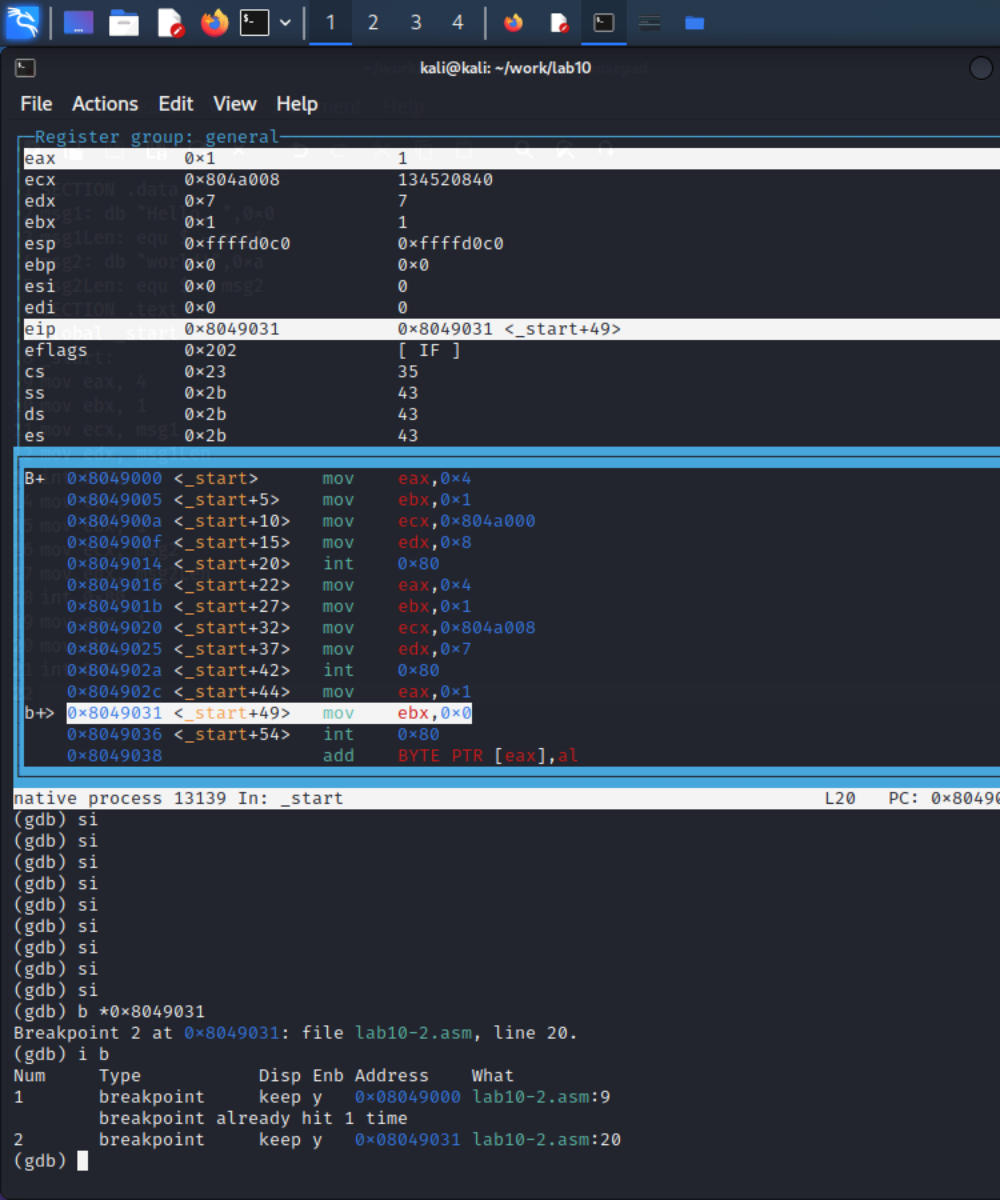 1 2 3 4
kali@kali: ~/work/lab10
File Actions Edit View Help
Register group: general
eax 0×1 1
ecx 0×804a008 134520840
edx 0×7 7
ebx 0×1 1
esp 0×ffffd0c0 0×ffffd0c0
ebp 0×0 0×0
esi 0×0 0
edi 0×0 0
eip 0×8049031 0×8049031 <_start+49>
eflags 0×202 [ IF ]
cs 0×23 35
ss 0×2b 43
ds 0×2b 43
es 0×2b 43
B+ 0×8049000 <_start> mov eax,0×4
0×8049005 <_start+5> mov ebx,0×1
0×804900a <_start+10> mov ecx,0×804a000
0×804900f <_start+15> mov edx,0×8
0×8049014 <_start+20> int 0×80
0×8049016 <_start+22> mov eax,0×4
0×804901b <_start+27> mov ebx,0×1
0×8049020 <_start+32> mov ecx,0×804a008
0×8049025 <_start+37> mov edx,0×7
0×804902a <_start+42> int 0×80
0×804902c <_start+44> mov eax,0×1
b+> 0×8049031 <_start+49> mov ebx,0×0
0×8049036 <_start+54> int 0×80
0×8049038 add BYTE PTR [eax],al
native process 13139 In: _start L20 PC: 0×8049
(gdb) si
(gdb) si
(gdb) si
(gdb) si
(gdb) si
(gdb) si
(gdb) si
(gdb) si
(gdb) si
(gdb) b *0×8049031
Breakpoint 2 at 0×8049031: file lab10-2.asm, line 20.
(gdb) i b
Num Type Disp Enb Address What
1 breakpoint keep y 0×08049000 lab10-2.asm:9
breakpoint already hit 1 time
2 breakpoint keep y 0×08049031 lab10-2.asm:20
(gdb)